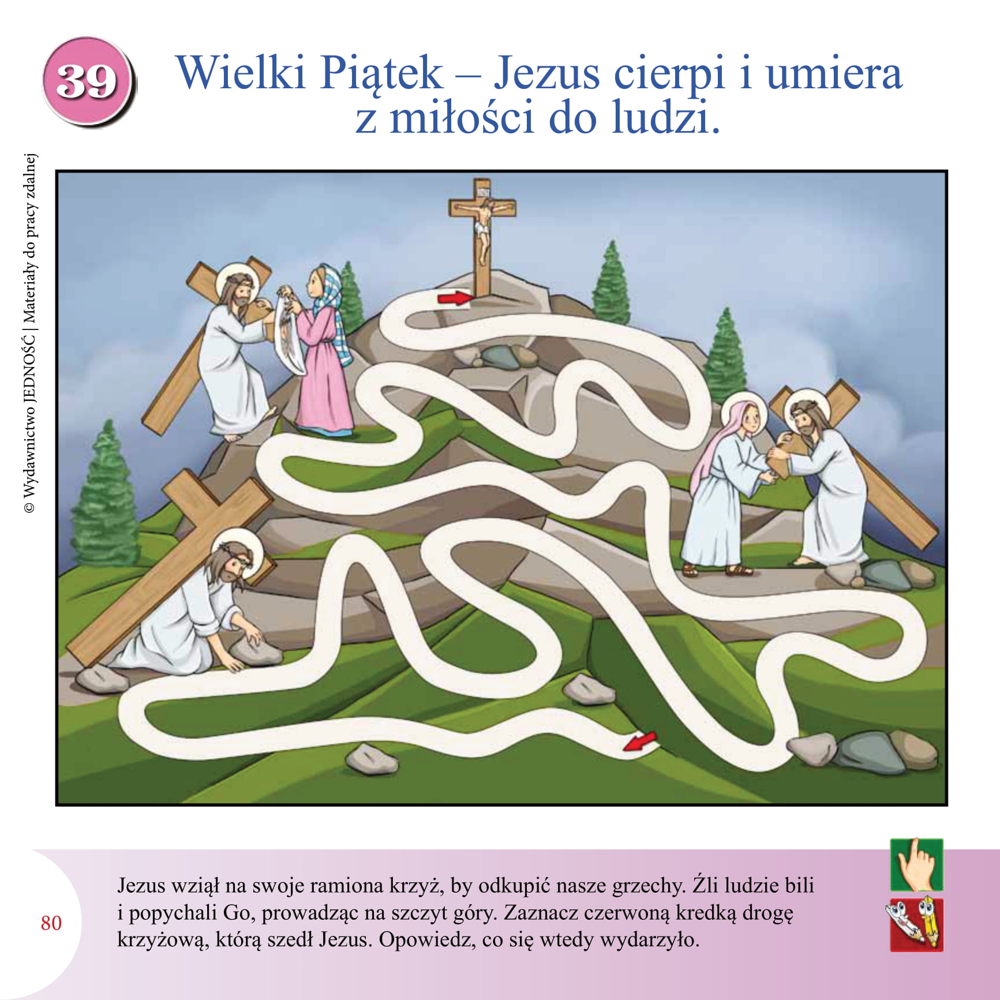 39
Wielki Piątek – Jezus cierpi i umiera
z miłości do ludzi.
© Wydawnictwo JEDNOŚĆ | Materiały do pracy zdalnej
Jezus wziął na swoje ramiona krzyż, by odkupić nasze grzechy. Źli ludzie bili
i popychali Go, prowadząc na szczyt góry. Zaznacz czerwoną kredką drogę
krzyżową, którą szedł Jezus. Opowiedz, co się wtedy wydarzyło.
80